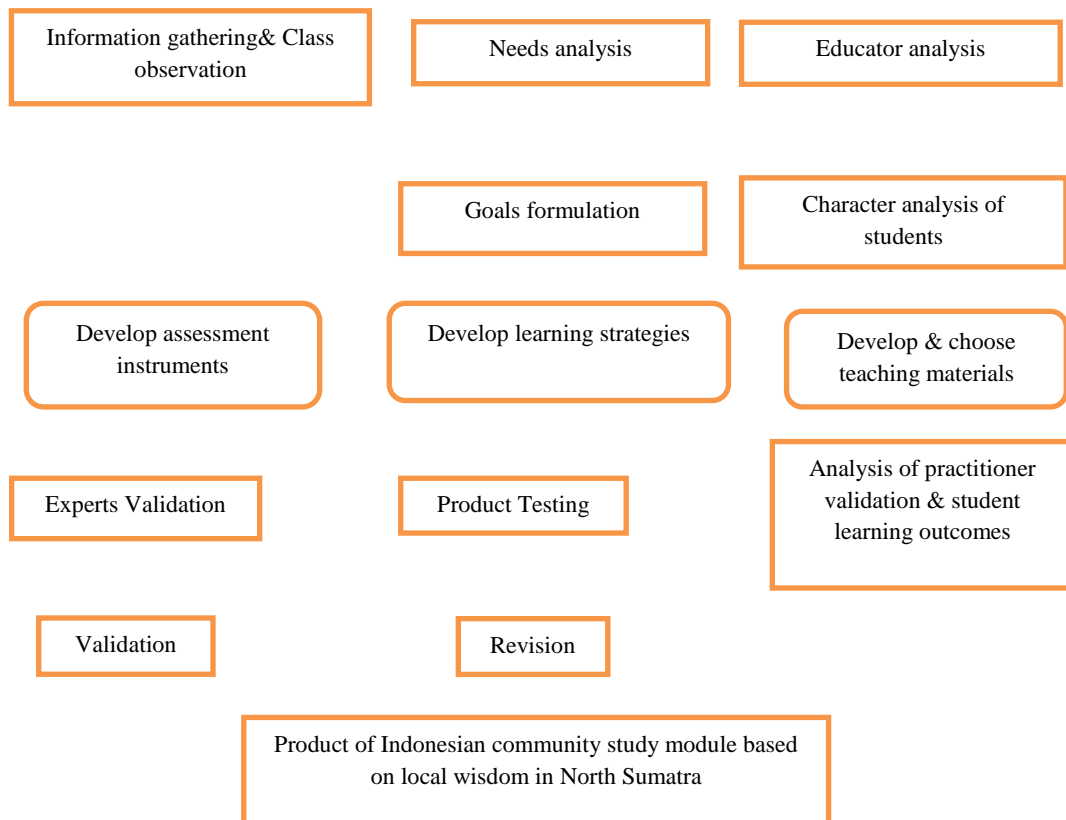 Information gathering& Class
observation
Needs analysis
Educator analysis
Goals formulation
Character analysis of
students
Develop assessment
instruments
Develop learning strategies
Develop & choose
teaching materials
Experts Validation
Product Testing
Analysis of practitioner
validation & student
learning outcomes
Validation
Revision
Product of Indonesian community study module based
on local wisdom in North Sumatra